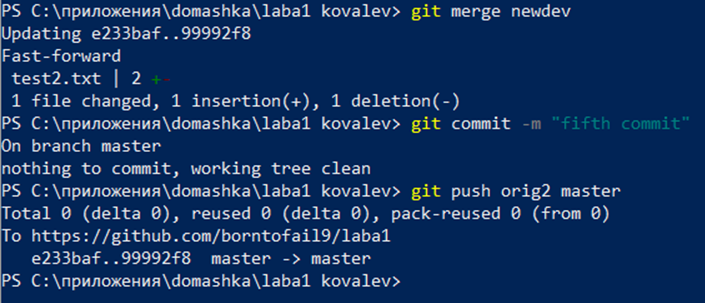 PS C:\приложения\domashka\laba1 kovalev> git merge newdev
Updating e233baf..99992f8
Fast-forward
 test2.txt | 2 +-
 1 file changed, 1 insertion(+), 1 deletion(-)
PS C:\приложения\domashka\laba1 kovalev> git commit -m "fifth commit"
On branch master
nothing to commit, working tree clean
PS C:\приложения\domashka\laba1 kovalev> git push orig2 master
Total 0 (delta 0), reused 0 (delta 0), pack-reused 0 (from 0)
To https://github.com/borntofail9/laba1
   e233baf..99992f8  master -> master
PS C:\приложения\domashka\laba1 kovalev>